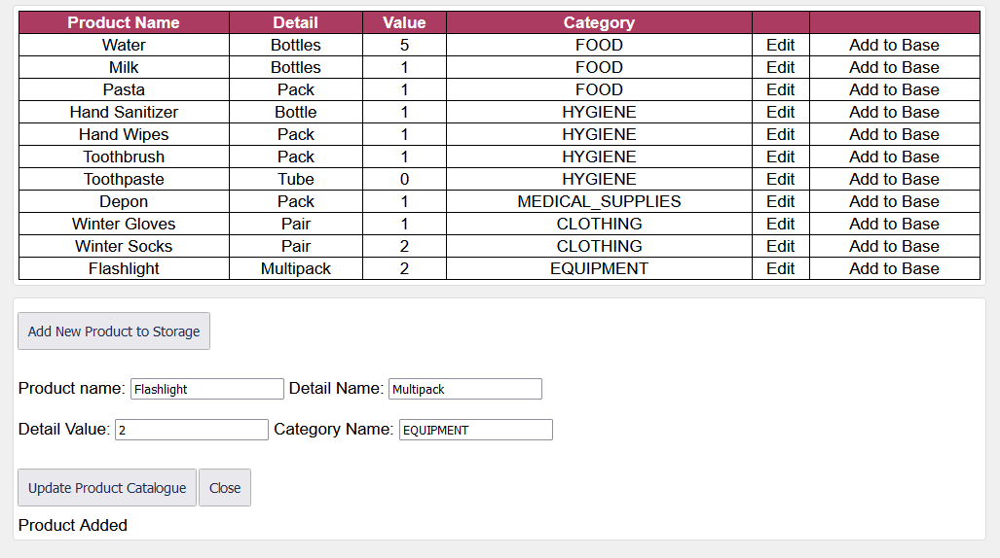 Product Name Detail Value Category
Water Bottles 5 FOOD Edit Add to Base
Milk Bottles 1 FOOD Edit Add to Base
Pasta Pack 1 FOOD Edit Add to Base
Hand Sanitizer Bottle 1 HYGIENE Edit Add to Base
Hand Wipes Pack 1 HYGIENE Edit Add to Base
Toothbrush Pack 1 HYGIENE Edit Add to Base
Toothpaste Tube 0 HYGIENE Edit Add to Base
Depon Pack 1 MEDICAL_SUPPLIES Edit Add to Base
Winter Gloves Pair 1 CLOTHING Edit Add to Base
Winter Socks Pair 2 CLOTHING Edit Add to Base
Flashlight Multipack 2 EQUIPMENT Edit Add to Base
Add New Product to Storage
Product name: Flashlight Detail Name: Multipack
Detail Value: 2 Category Name: EQUIPMENT
Update Product Catalogue Close
Product Added